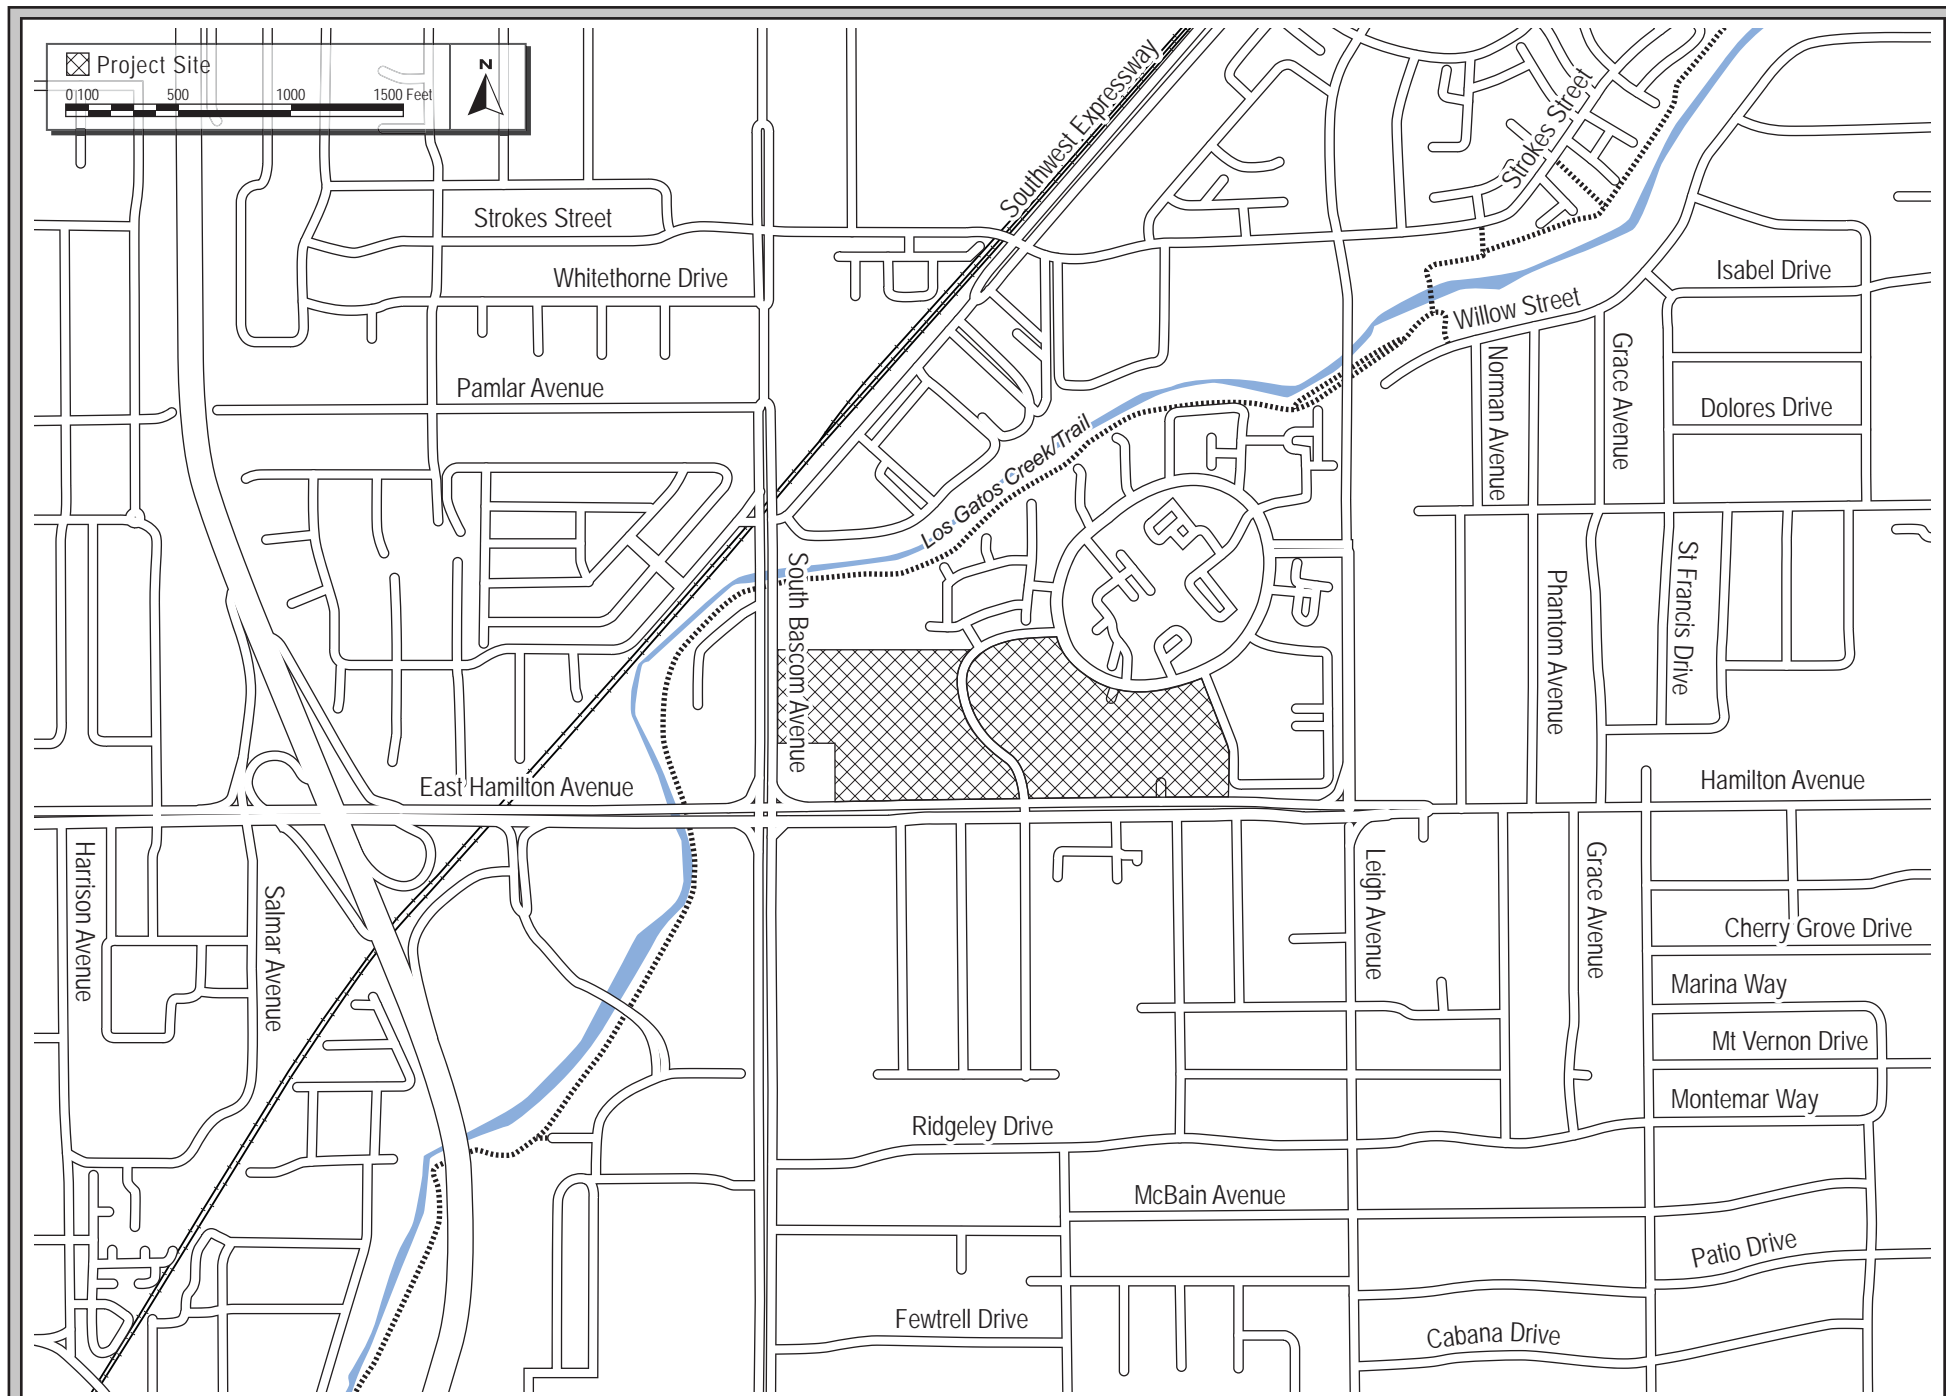 Project Site
N
0 100 500 1000 1500 Feet
Southwest Expressway
Strokes Street
Strokes Street
Whitethorne Drive
Isabel Drive
Willow Street
Pamlar Avenue
Norman Avenue
Grace Avenue
Dolores Drive
Los Gatos Creek/Trail
South Bascom Avenue
Phantom Avenue
St Francis Drive
East Hamilton Avenue
Hamilton Avenue
Harrison Avenue
Salmar Avenue
Leigh Avenue
Grace Avenue
Cherry Grove Drive
Marina Way
Mt Vernon Drive
Montemar Way
Ridgeley Drive
McBain Avenue
Patio Drive
Fewtrell Drive
Cabana Drive